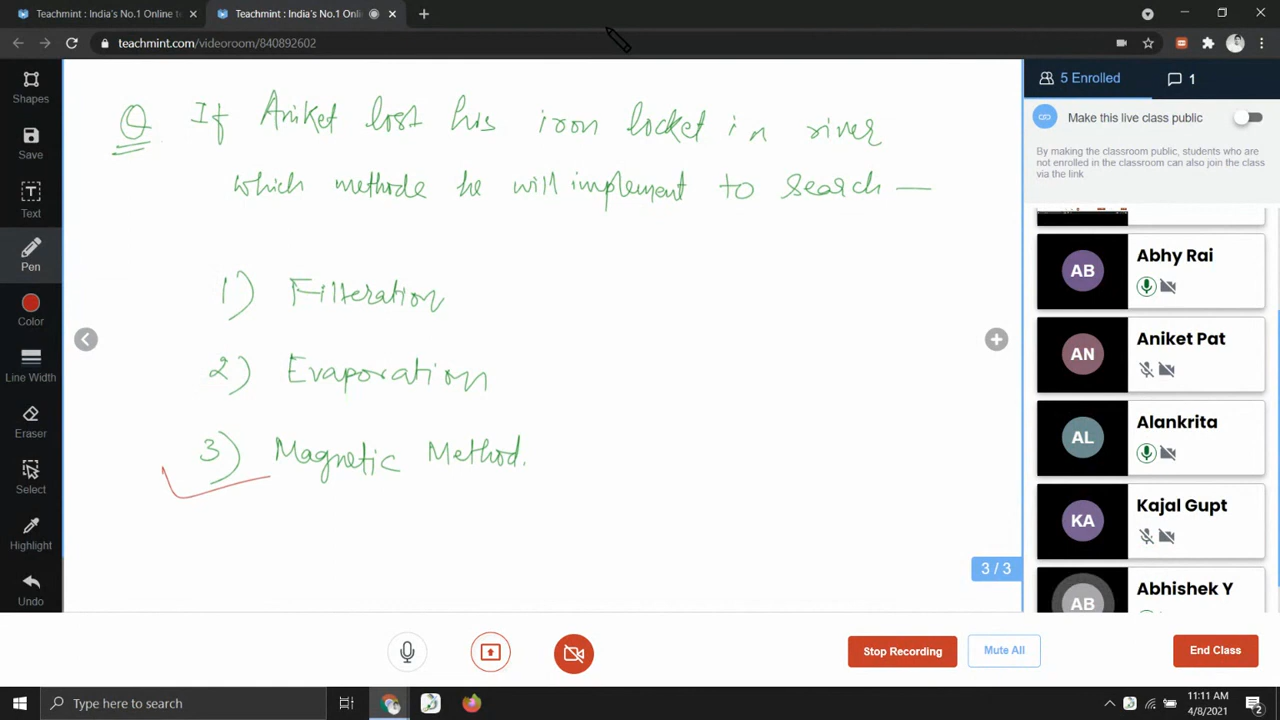 Teachmint : India's No.1 Online te
Teachmint : India's No.1 Onlin
teachmint.com/videoroom/840892602
Shapes
Save
Text
Pen
Color
Line Width
Eraser
Select
Highlight
Undo
Q If Aniket lost his iron locket in river
which methode he will implement to search —
1) Filteration
2) Evaporation
3) Magnetic Method.
3 / 3
5 Enrolled
1
Make this live class public
By making the classroom public, students who are
not enrolled in the classroom can also join the class
via the link
AB Abhy Rai
AN Aniket Pat
AL Alankrita
KA Kajal Gupt
AB Abhishek Y
Stop Recording
Mute All
End Class
Type here to search
11:11 AM
4/8/2021
2